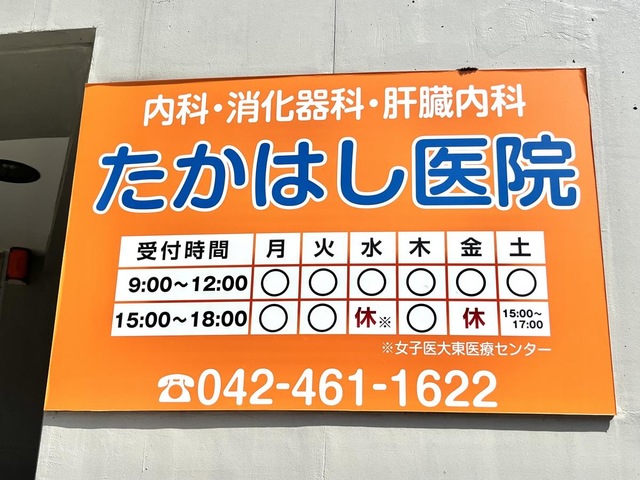 内科・消化器科・肝臓内科
たかはし医院
受付時間 月 火 水 木 金 土
9:00〜12:00 ○ ○ ○ ○ ○ ○
15:00〜18:00 ○ ○ 休※ ○ 休 15:00〜17:00
※女子医大東医療センター
☎042-461-1622